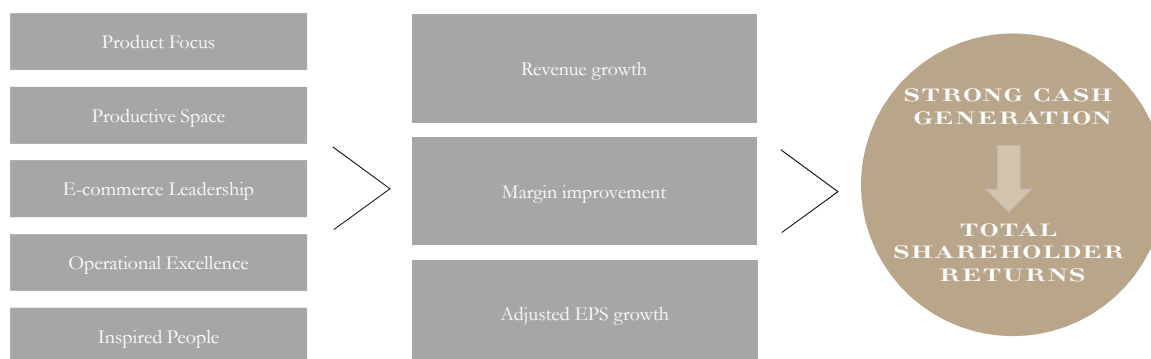 Product Focus
Productive Space
E-commerce Leadership
Operational Excellence
Inspired People
Revenue growth
Margin improvement
Adjusted EPS growth
STRONG CASH
GENERATION
TOTAL
SHAREHOLDER
RETURNS